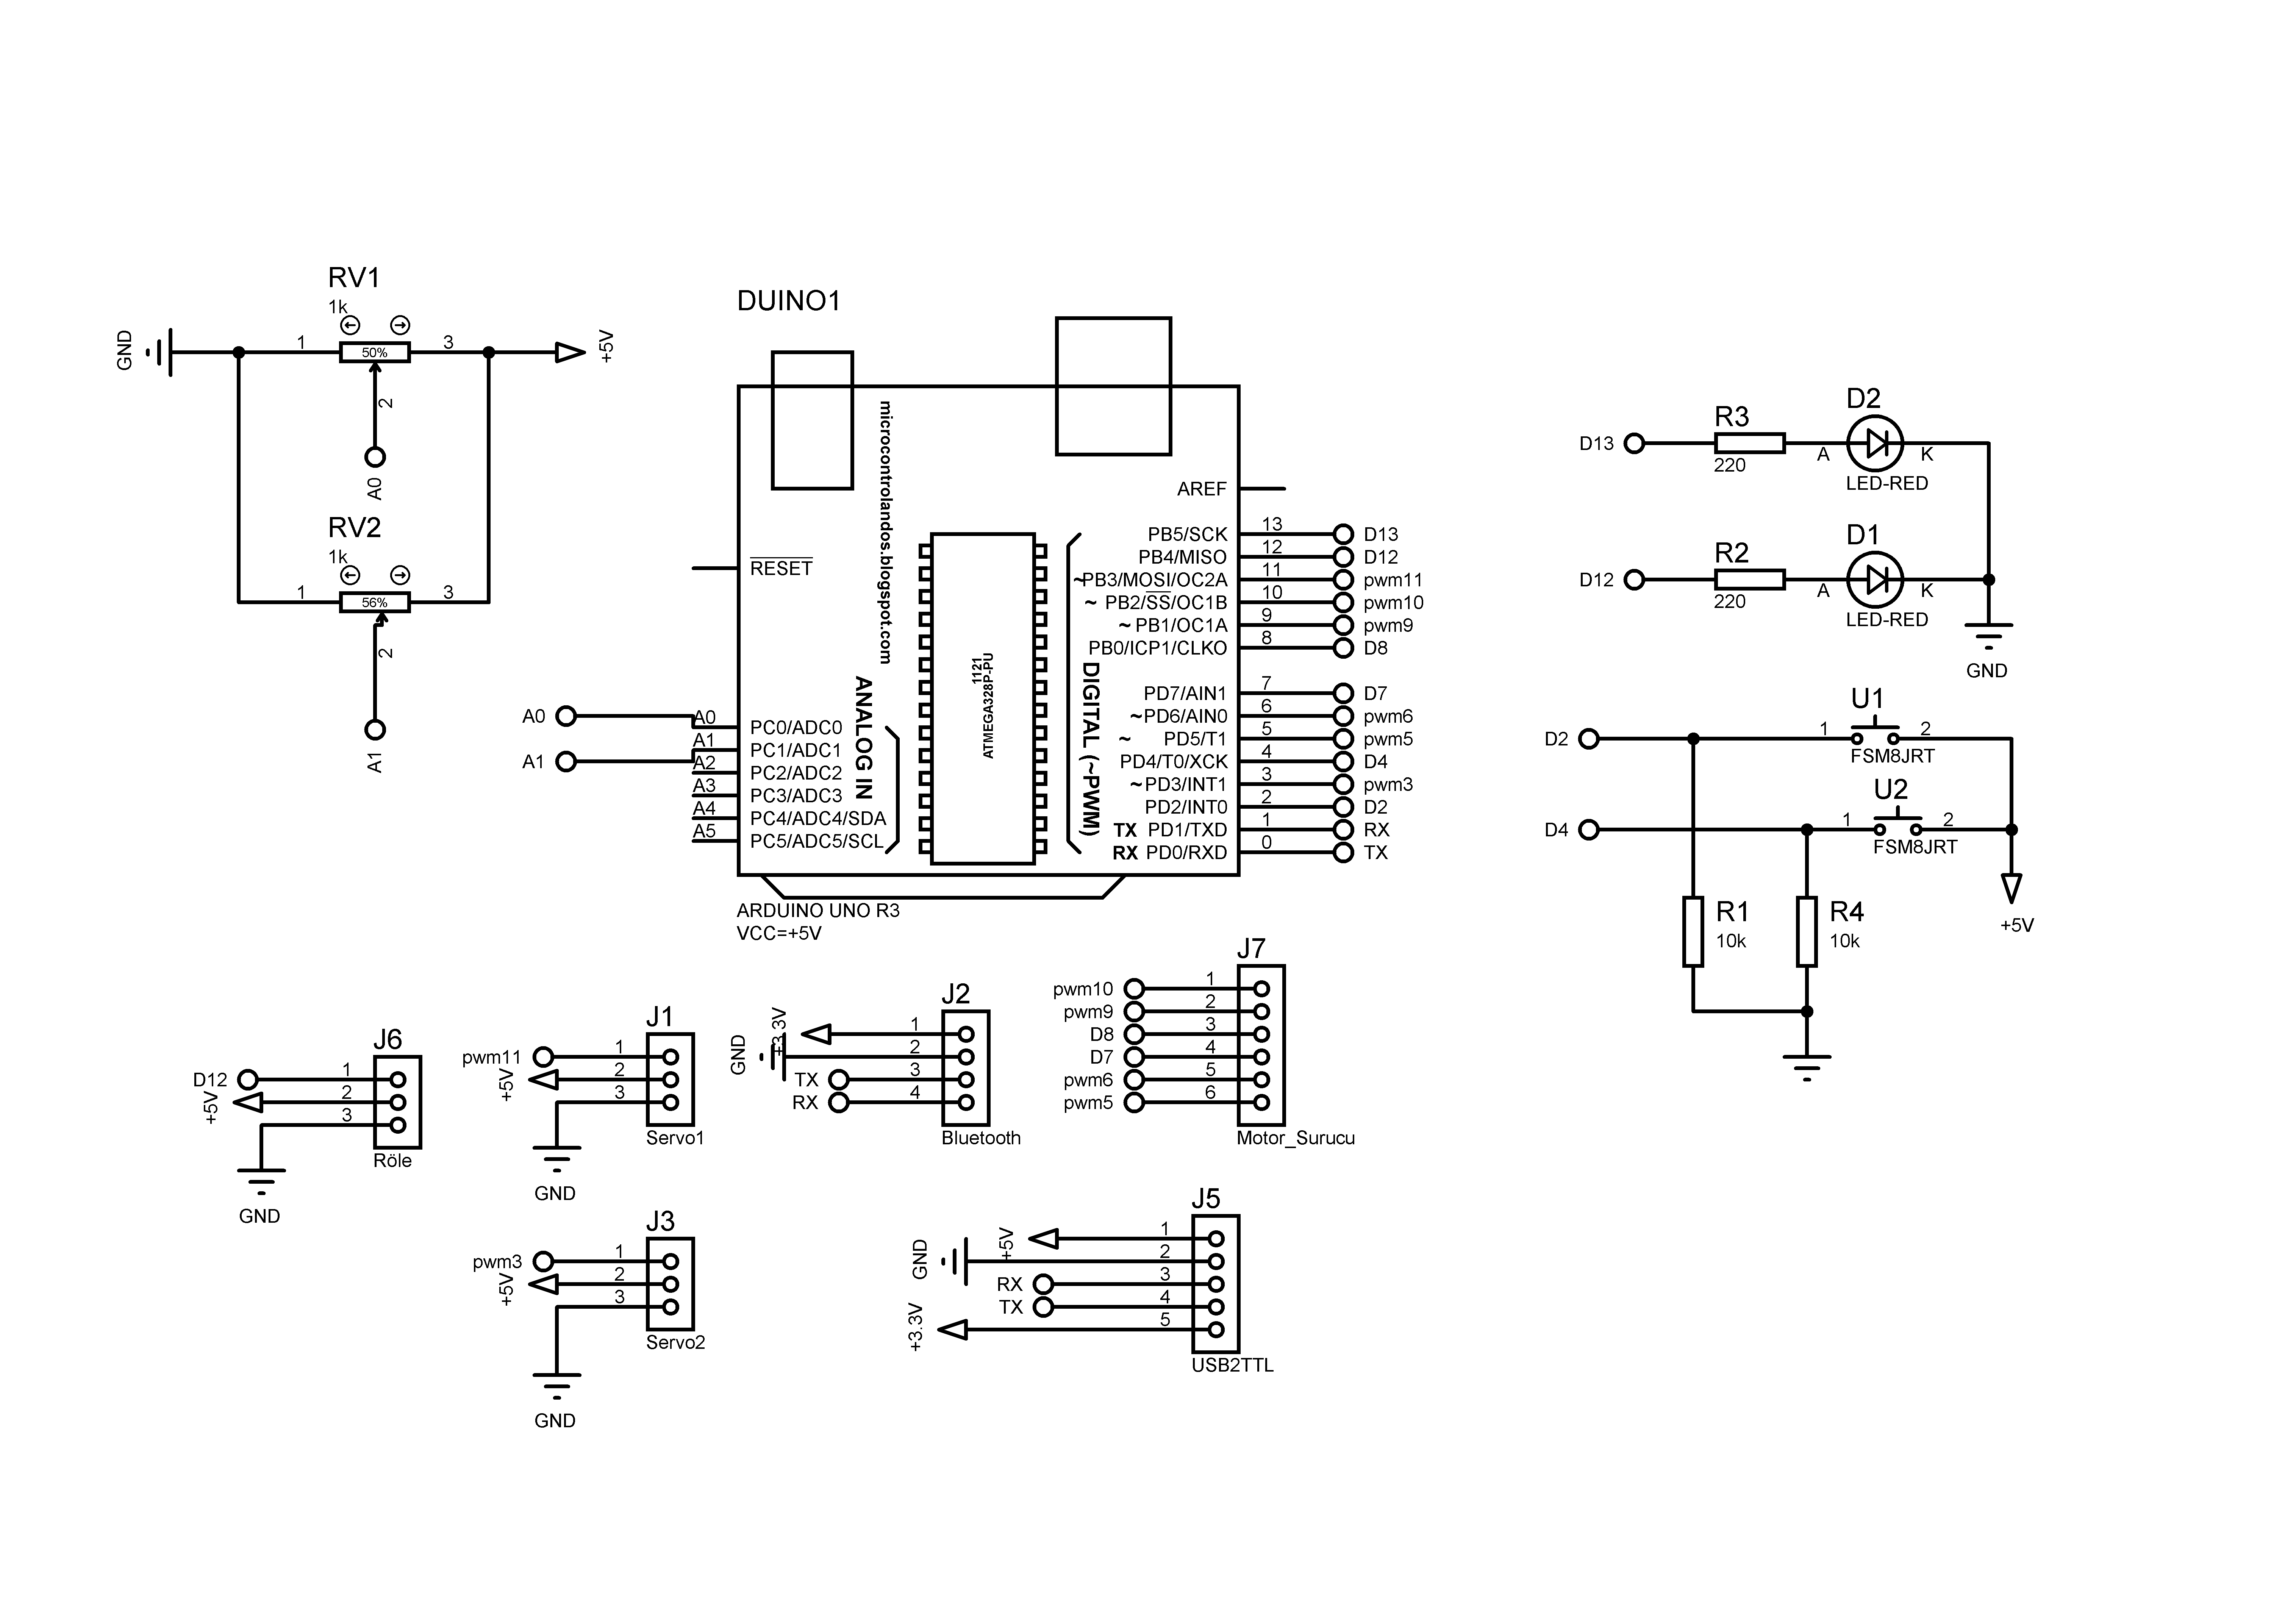 RV1
1k
GND
1
50%
3
+5V
2
A0
RV2
1k
1
56%
3
2
A1
DUINO1
microcontrolandos.blogspot.com
RESET
AREF
PB5/SCK 13 D13
PB4/MISO 12 D12
~PB3/MOSI/OC2A 11 pwm11
~ PB2/SS/OC1B 10 pwm10
~ PB1/OC1A 9 pwm9
PB0/ICP1/CLKO 8 D8
PD7/AIN1 7 D7
~PD6/AIN0 6 pwm6
~ PD5/T1 5 pwm5
PD4/T0/XCK 4 D4
~PD3/INT1 3 pwm3
PD2/INT0 2 D2
TX PD1/TXD 1 RX
RX PD0/RXD 0 TX
1121
ATMEGA328P-PU
DIGITAL (~PWM)
ANALOG IN
A0 A0 PC0/ADC0
A1 A1 PC1/ADC1
A2 PC2/ADC2
A3 PC3/ADC3
A4 PC4/ADC4/SDA
A5 PC5/ADC5/SCL
ARDUINO UNO R3
VCC=+5V
D2
R3
D13
220
A K
LED-RED
D1
R2
D12
220
A K
LED-RED
GND
U1
D2 1 2
FSM8JRT
U2
D4 1 2
FSM8JRT
R1
10k
R4
10k
+5V
J6
D12 1
+5V 2
3
Röle
GND
J1
pwm11 1
+5V 2
3
Servo1
GND
J3
pwm3 1
+5V 2
3
Servo2
GND
J2
+3.3V 1
GND 2
TX 3
RX 4
Bluetooth
J7
pwm10 1
pwm9 2
D8 3
D7 4
pwm6 5
pwm5 6
Motor_Surucu
J5
+5V 1
GND 2
RX 3
TX 4
+3.3V 5
USB2TTL